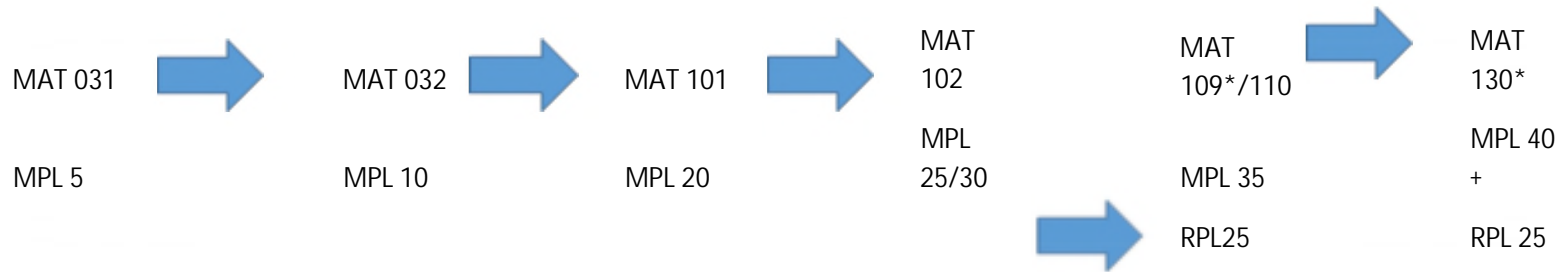 MAT 031
MAT 032
MAT 101
MAT
102
MAT
109*/110
MAT
130*
MPL 5
MPL 10
MPL 20
MPL
25/30
MPL 35
MPL 40
+
RPL25
RPL 25